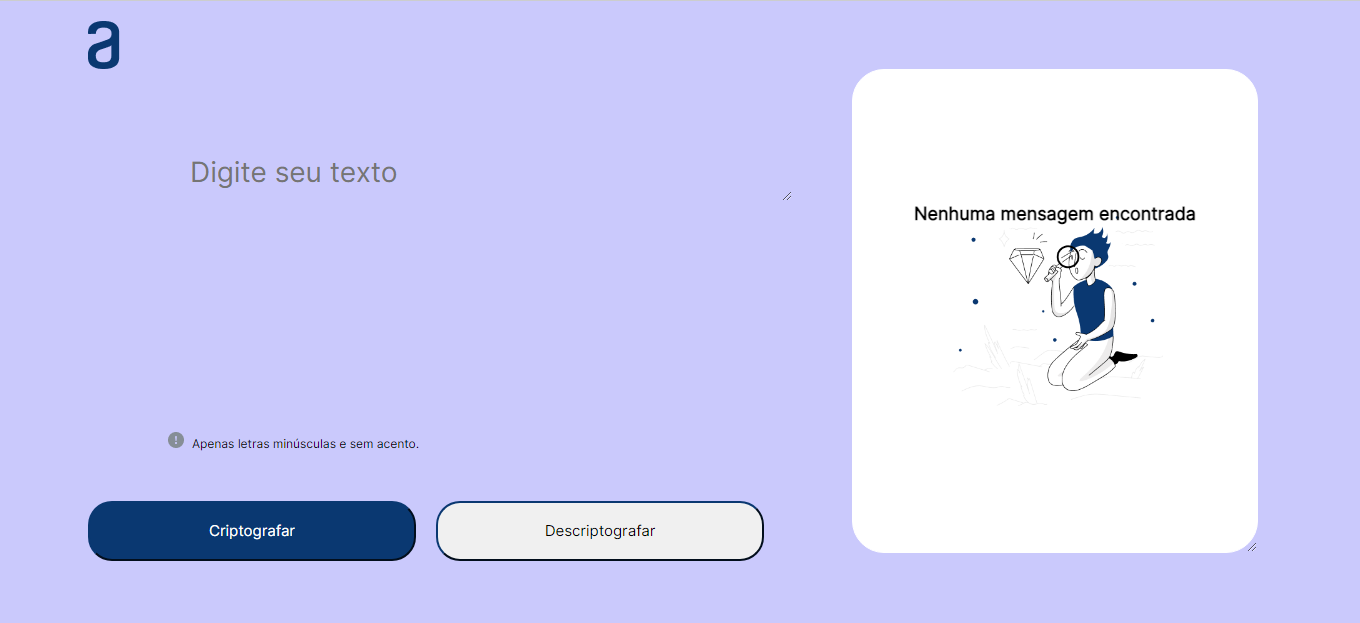 a
Digite seu texto
Nenhuma mensagem encontrada
! Apenas letras minúsculas e sem acento.
Criptografar
Descriptografar